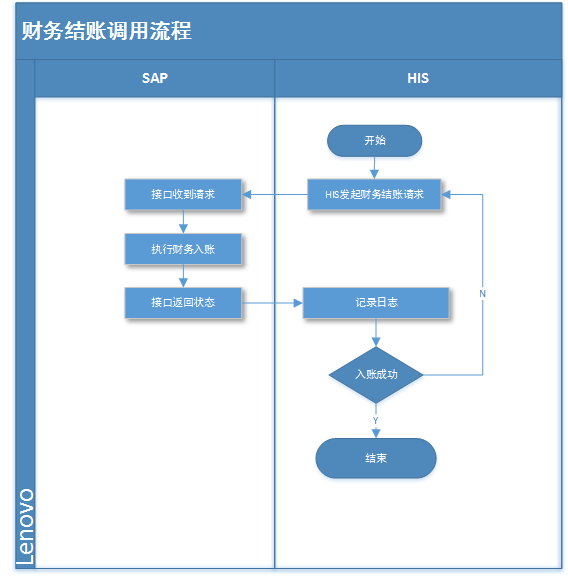 财务结账调用流程
SAP
HIS
开始
接口收到请求
HIS发起财务结账请求
执行财务入账
接口返回状态
记录日志
N
入账成功
Y
结束
Lenovo